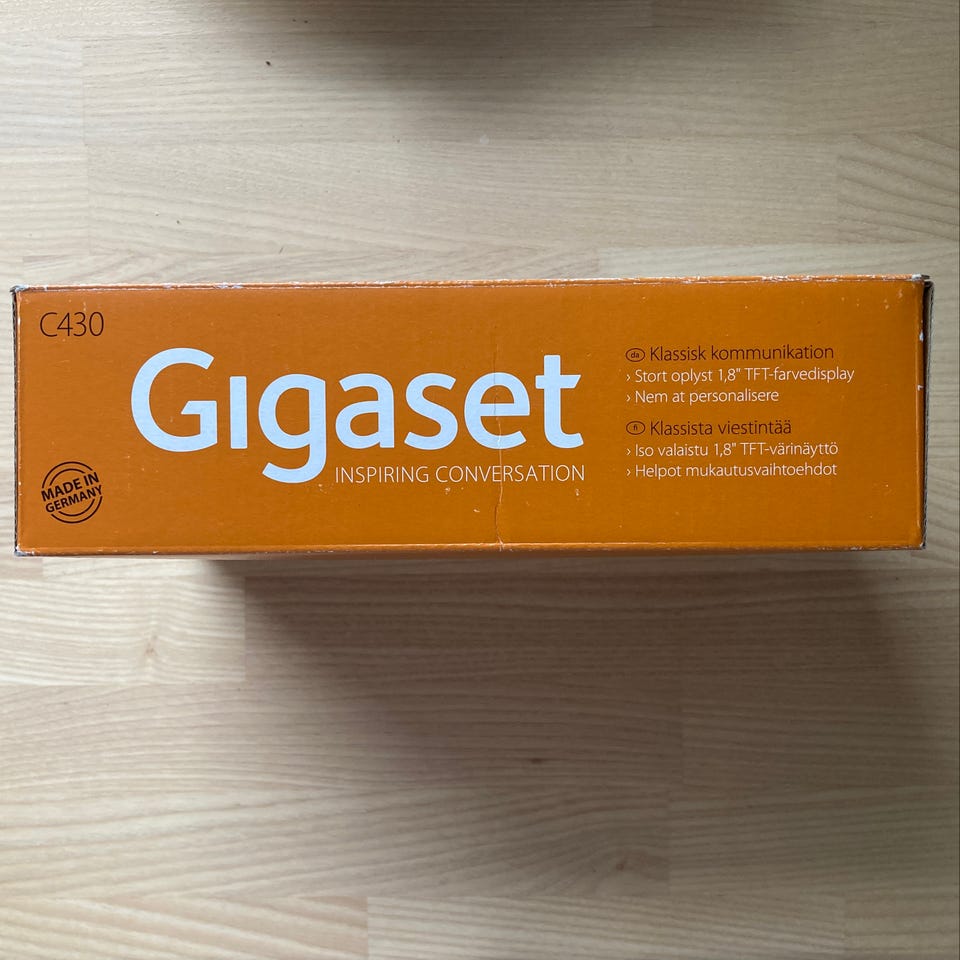 C430
Gigaset
INSPIRING CONVERSATION
MADE IN
GERMANY
da Klassisk kommunikation
› Stort oplyst 1,8" TFT-farvedisplay
› Nem at personalisere
fi Klassista viestintää
› Iso valaistu 1,8" TFT-värinäyttö
› Helpot mukautusvaihtoehdot